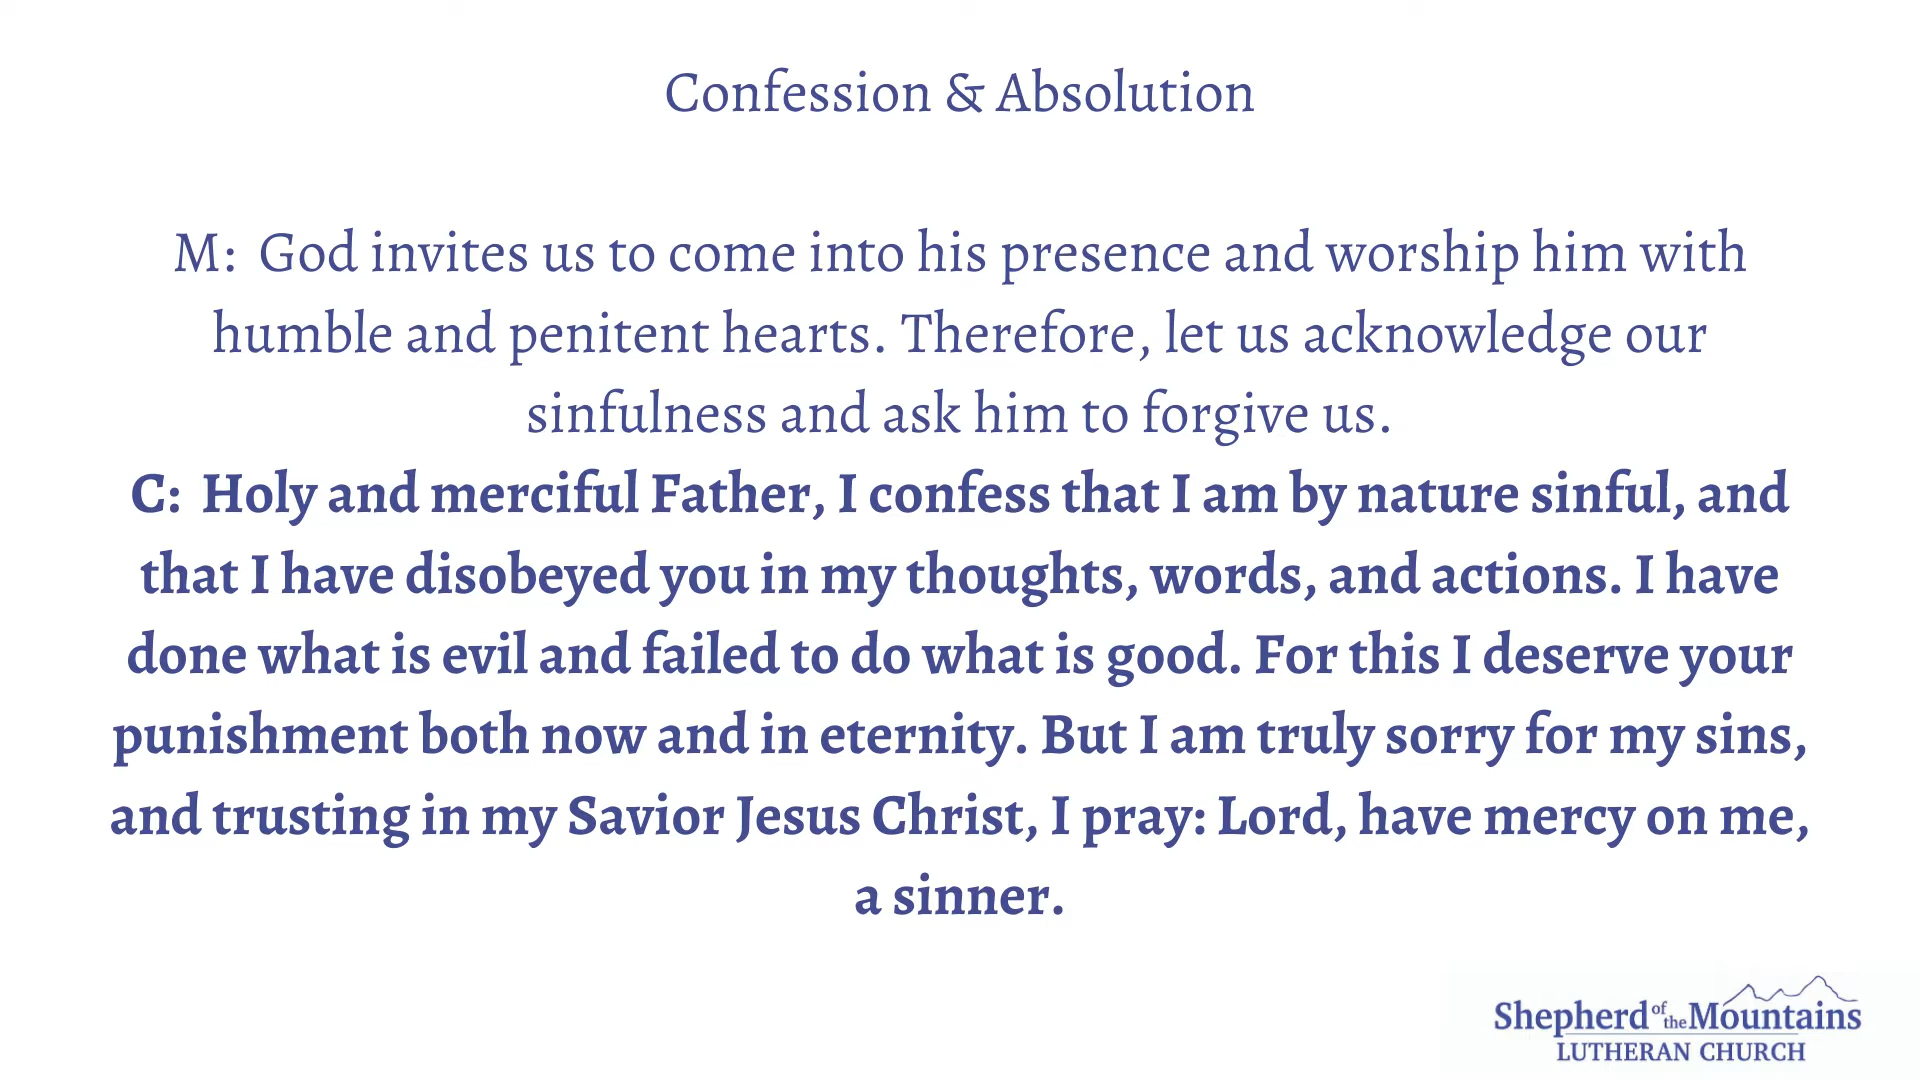 Confession & Absolution
M: God invites us to come into his presence and worship him with
humble and penitent hearts. Therefore, let us acknowledge our
sinfulness and ask him to forgive us.
C: Holy and merciful Father, I confess that I am by nature sinful, and
that I have disobeyed you in my thoughts, words, and actions. I have
done what is evil and failed to do what is good. For this I deserve your
punishment both now and in eternity. But I am truly sorry for my sins,
and trusting in my Savior Jesus Christ, I pray: Lord, have mercy on me,
a sinner.
Shepherd of the Mountains
LUTHERAN CHURCH